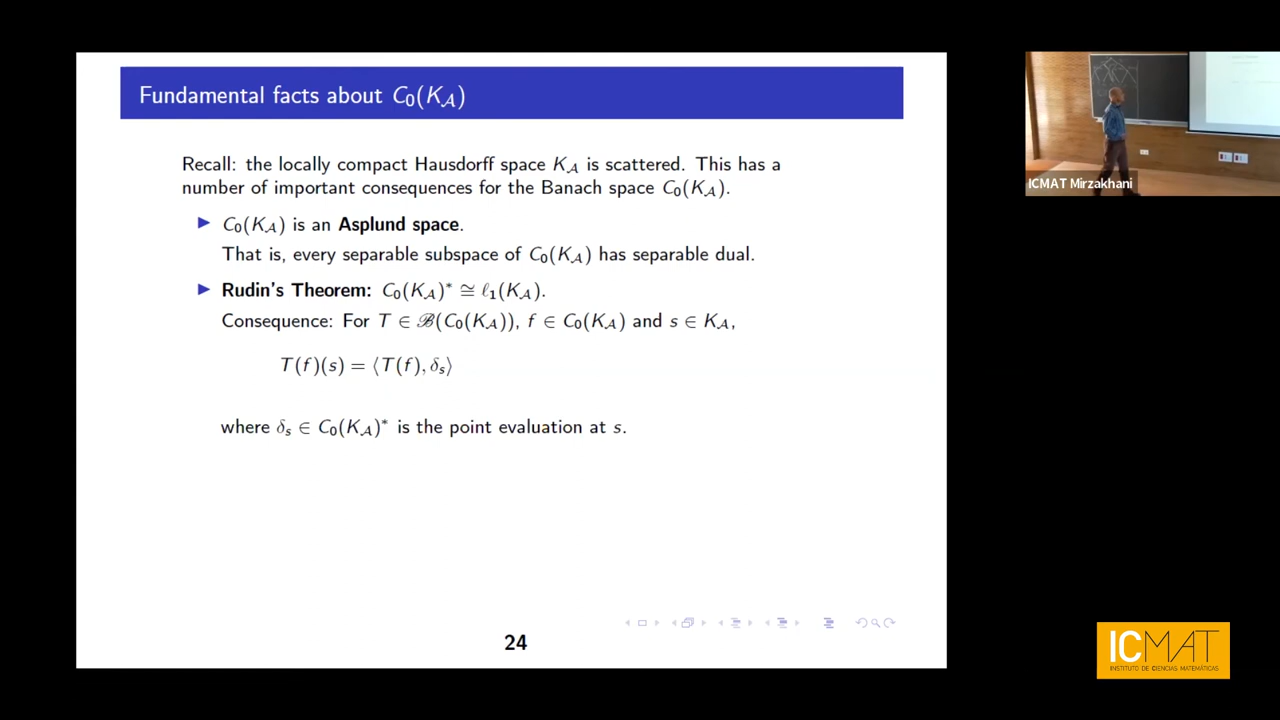 Fundamental facts about C₀(K_𝒜)
Recall: the locally compact Hausdorff space K_𝒜 is scattered. This has a
number of important consequences for the Banach space C₀(K_𝒜).
▶ C₀(K_𝒜) is an Asplund space.
That is, every separable subspace of C₀(K_𝒜) has separable dual.
▶ Rudin's Theorem: C₀(K_𝒜)* ≅ ℓ₁(K_𝒜).
Consequence: For T ∈ ℬ(C₀(K_𝒜)), f ∈ C₀(K_𝒜) and s ∈ K_𝒜,
T(f)(s) = ⟨T(f), δₛ⟩
where δₛ ∈ C₀(K_𝒜)* is the point evaluation at s.
24
ICMAT Mirzakhani
ICMAT
INSTITUTO DE CIENCIAS MATEMÁTICAS